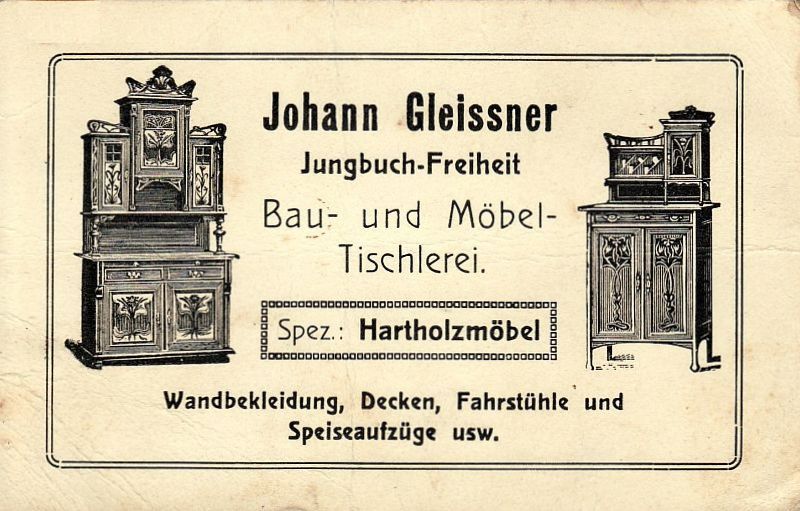 Johann Gleissner
Jungbuch-Freiheit
Bau- und Möbel-
Tischlerei.
Spez.: Hartholzmöbel
Wandbekleidung, Decken, Fahrstühle und
Speiseaufzüge usw.